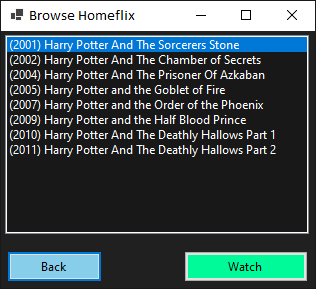 Browse Homeflix
(2001) Harry Potter And The Sorcerers Stone
(2002) Harry Potter And The Chamber of Secrets
(2004) Harry Potter And The Prisoner Of Azkaban
(2005) Harry Potter and the Goblet of Fire
(2007) Harry Potter and the Order of the Phoenix
(2009) Harry Potter and the Half Blood Prince
(2010) Harry Potter And The Deathly Hallows Part 1
(2011) Harry Potter And The Deathly Hallows Part 2
Back
Watch